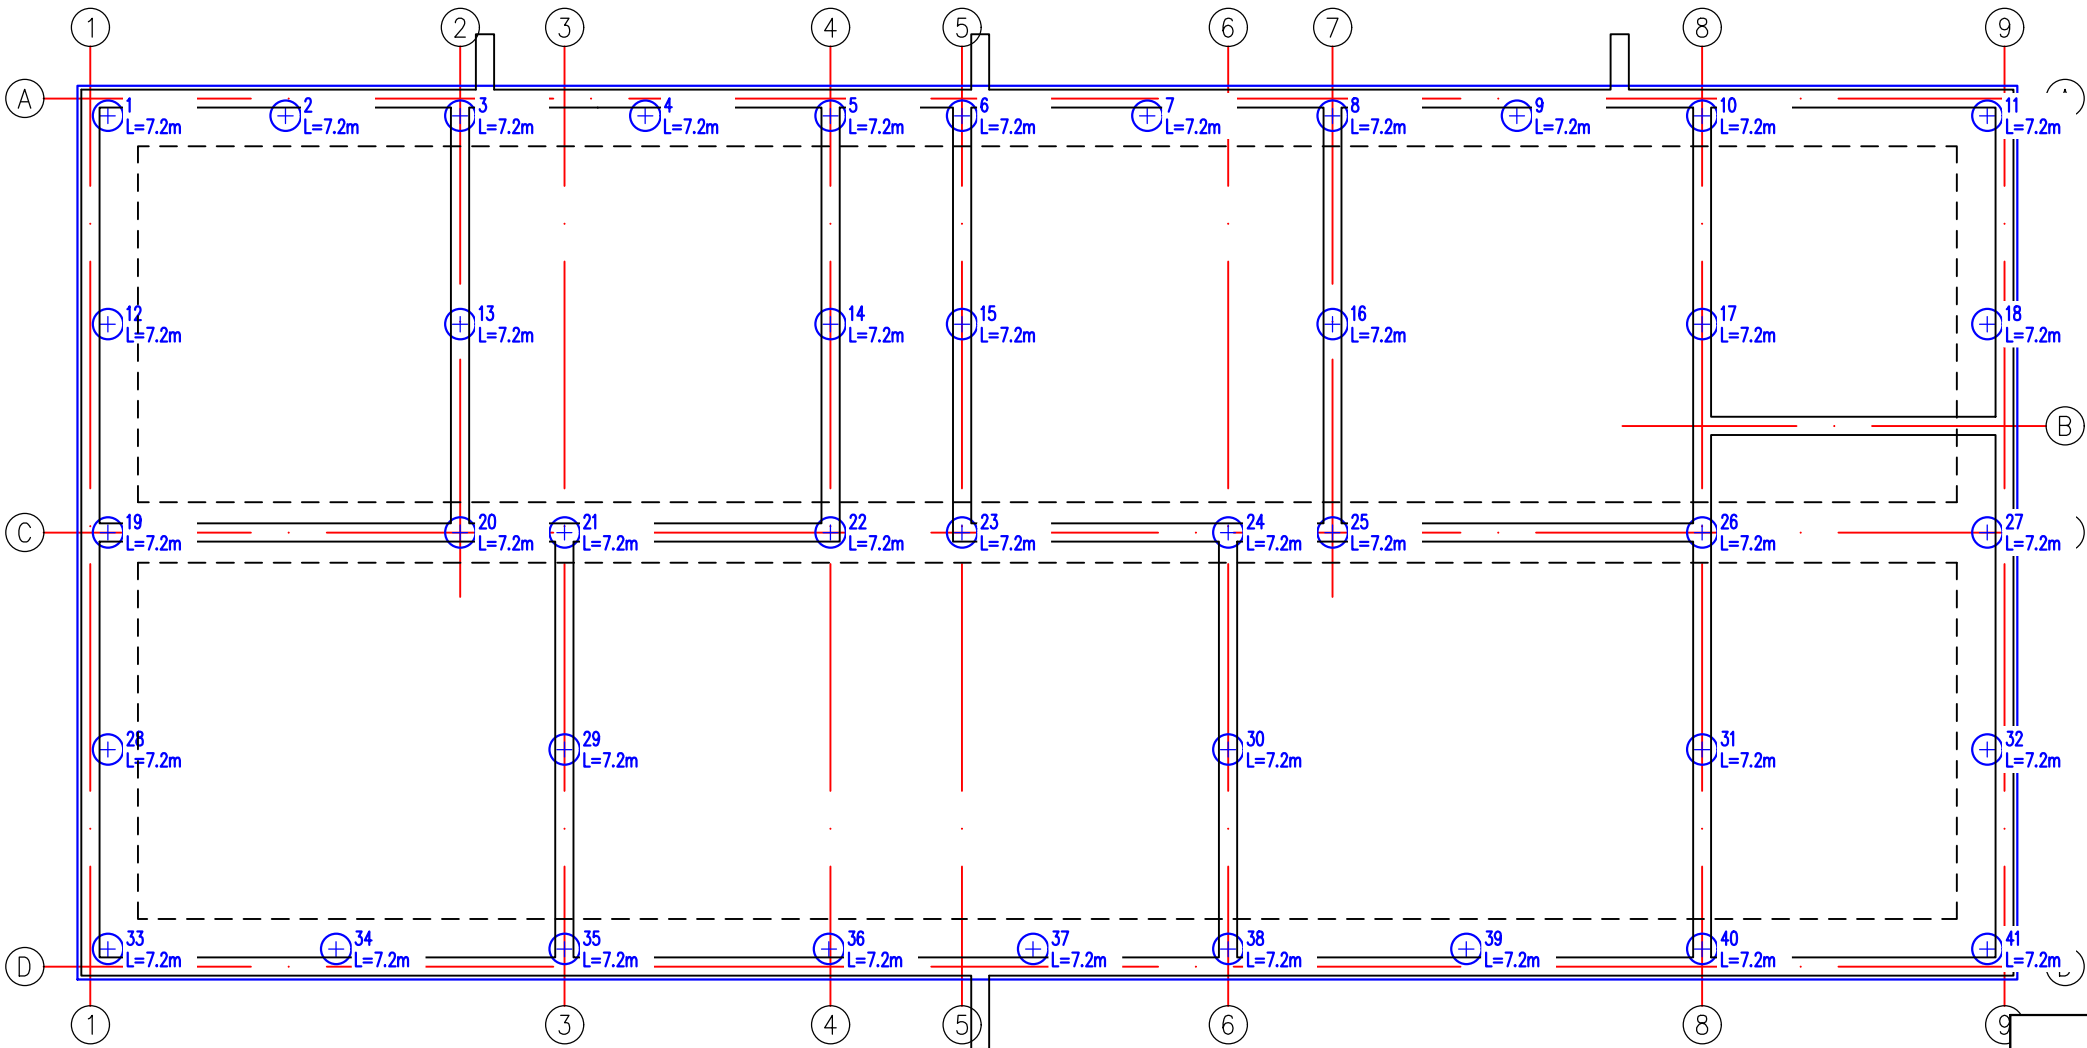 1 2 3 4 5 6 7 8 9
A
1 2 3 4 5 6 7 8 9 10 11
L=7.2m L=7.2m L=7.2m L=7.2m L=7.2m L=7.2m L=7.2m L=7.2m L=7.2m L=7.2m L=7.2m
12 13 14 15 16 17 18
L=7.2m L=7.2m L=7.2m L=7.2m L=7.2m L=7.2m L=7.2m
B
C
19 20 21 22 23 24 25 26 27
L=7.2m L=7.2m L=7.2m L=7.2m L=7.2m L=7.2m L=7.2m L=7.2m L=7.2m
28 29 30 31 32
L=7.2m L=7.2m L=7.2m L=7.2m L=7.2m
33 34 35 36 37 38 39 40 41
L=7.2m L=7.2m L=7.2m L=7.2m L=7.2m L=7.2m L=7.2m L=7.2m L=7.2m
D
1 3 4 5 6 8 9